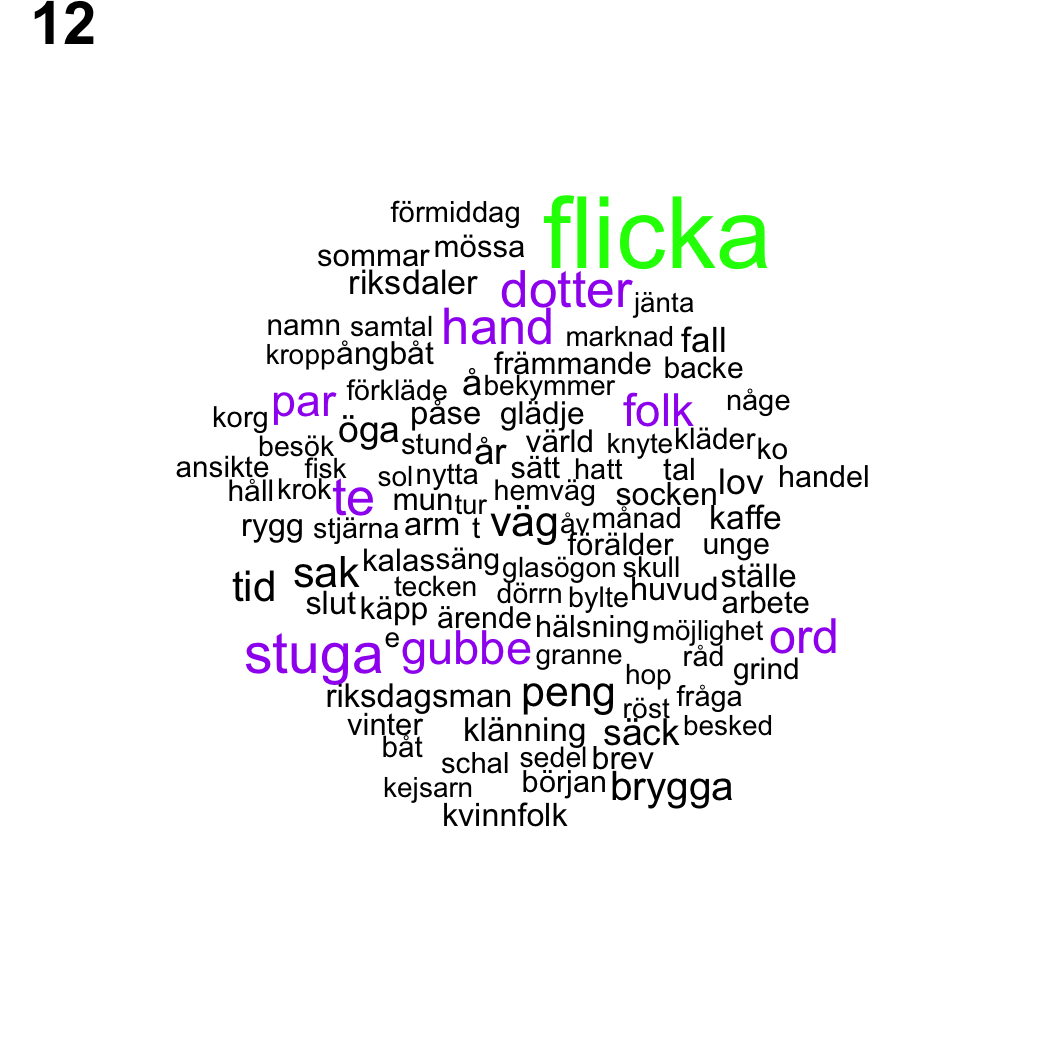 12
förmiddag flicka
sommar mössa
riksdaler dotter jänta
namn samtal hand marknad fall
kropp ångbåt främmande backe
par förkläde å bekymmer någe
korg öga påse glädje folk
besök stund år värld knyte kläder ko
ansikte fisk sol nytta sätt hatt tal lov handel
håll krok te mun tur hemväg socken
rygg stjärna arm t väg åv månad kaffe
förälder unge
tid sak kalas säng glasögon skull ställe
slut tecken käpp dörrn bylte huvud arbete
ärende hälsning möjlighet ord
stuga e gubbe granne hop råd grind
riksdagsman peng röst fråga
vinter klänning säck besked
båt schal sedel brev
kejsarn början brygga
kvinnfolk